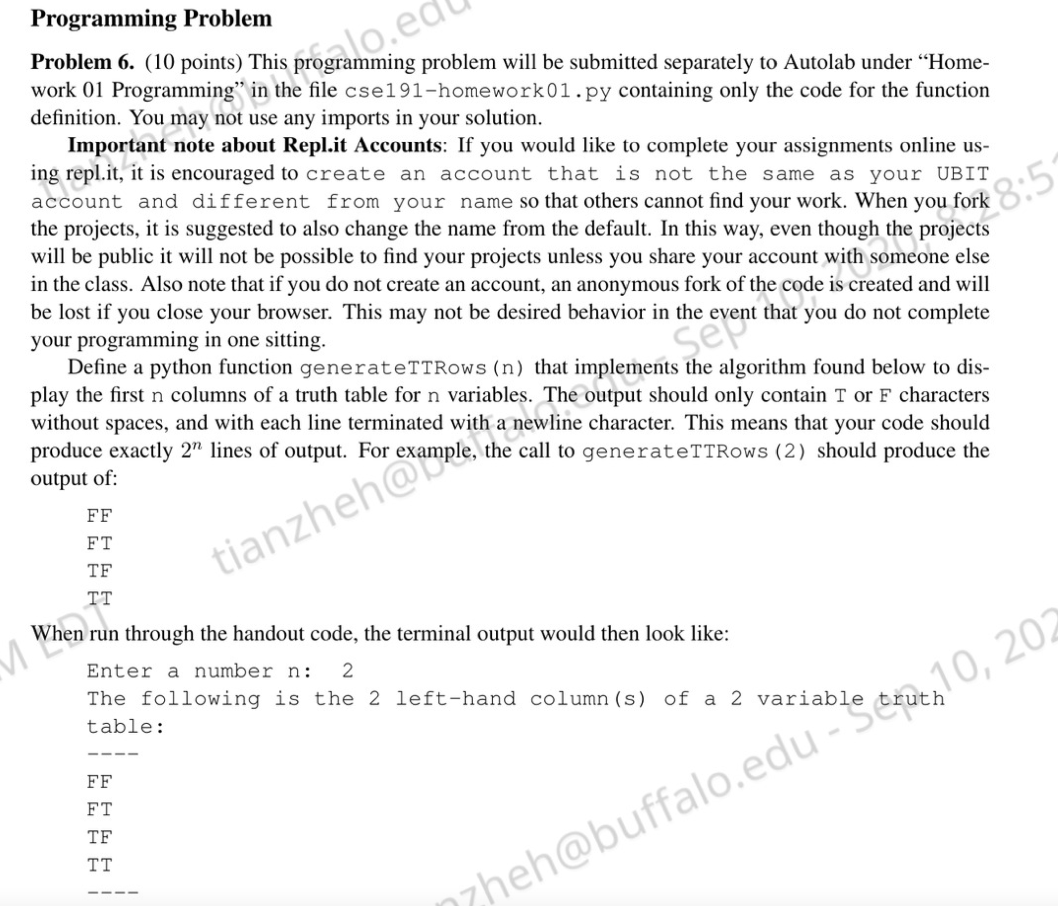 Programming Problem
Problem 6. (10 points) This programming problem will be submitted separately to Autolab under “Home-
work 01 Programming” in the file cse191-homework01.py containing only the code for the function
definition. You may not use any imports in your solution.
Important note about Repl.it Accounts: If you would like to complete your assignments online us-
ing repl.it, it is encouraged to create an account that is not the same as your UBIT
account and different from your name so that others cannot find your work. When you fork
the projects, it is suggested to also change the name from the default. In this way, even though the projects
will be public it will not be possible to find your projects unless you share your account with someone else
in the class. Also note that if you do not create an account, an anonymous fork of the code is created and will
be lost if you close your browser. This may not be desired behavior in the event that you do not complete
your programming in one sitting.
Define a python function generateTTRows(n) that implements the algorithm found below to dis-
play the first n columns of a truth table for n variables. The output should only contain T or F characters
without spaces, and with each line terminated with a newline character. This means that your code should
produce exactly 2ⁿ lines of output. For example, the call to generateTTRows(2) should produce the
output of:
FF
FT
TF
TT
When run through the handout code, the terminal output would then look like:
Enter a number n: 2
The following is the 2 left-hand column(s) of a 2 variable truth
table:
----
FF
FT
TF
TT
----
tianzheh@buffalo.edu
tianzheh@buffalo.edu - Sep 10, 2020, 8:28:5
M EDT
nzheh@buffalo.edu - Sep 10, 202